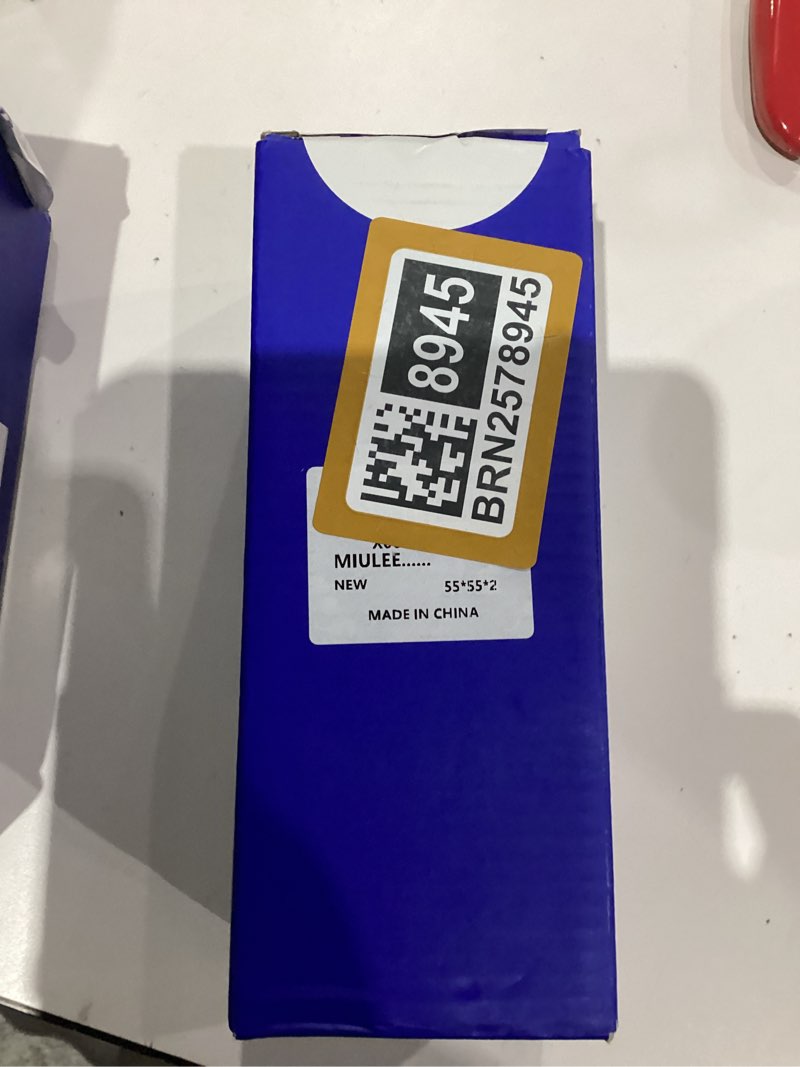 8945
BRN2578945
MIULEE......
NEW 55*55*2
MADE IN CHINA